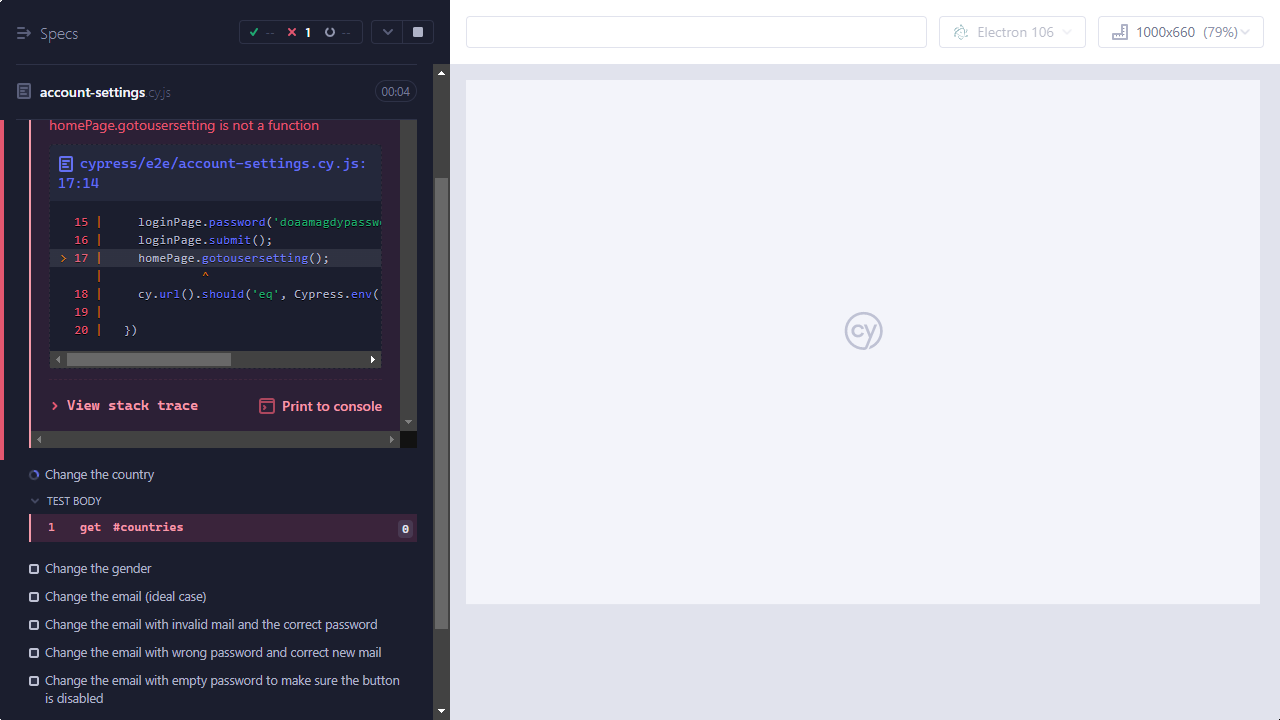 Specs
-- 1 --
Electron 106
1000x660 (79%)
account-settings.cy.js
00:04
homePage.gotousersetting is not a function
cypress/e2e/account-settings.cy.js:
17:14
15 | loginPage.password('doaamagdypassw
16 | loginPage.submit();
> 17 | homePage.gotousersetting();
| ^
18 | cy.url().should('eq', Cypress.env(
19 |
20 | })
> View stack trace
Print to console
Change the country
TEST BODY
1 get #countries 0
Change the gender
Change the email (ideal case)
Change the email with invalid mail and the correct password
Change the email with wrong password and correct new mail
Change the email with empty password to make sure the button
is disabled
cy